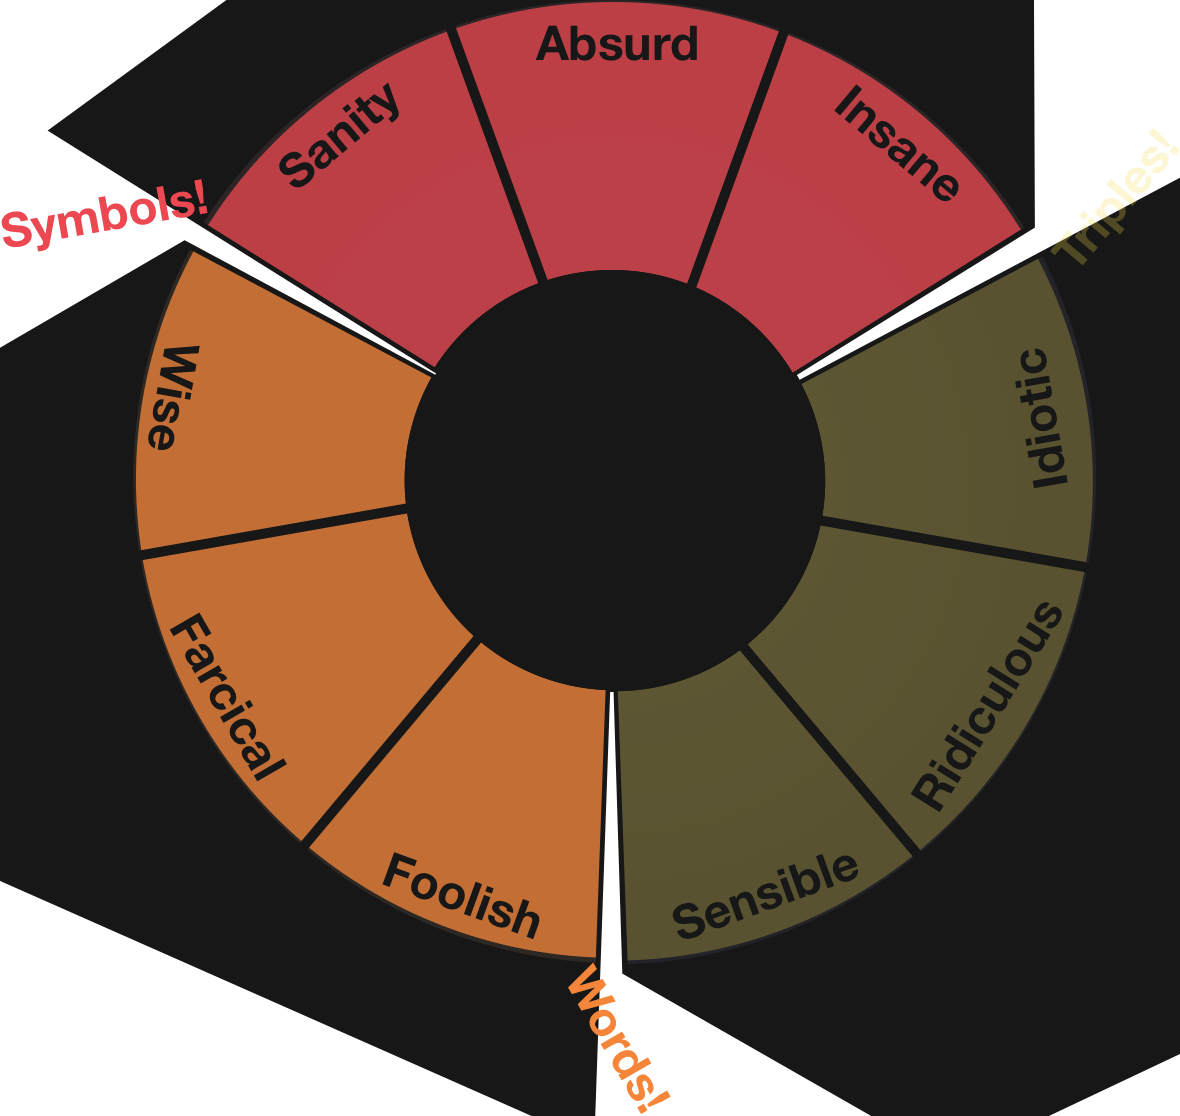 Absurd
Sanity
Insane
Symbols!
Triples!
Wise
Idiotic
Farcical
Ridiculous
Foolish
Sensible
Words!